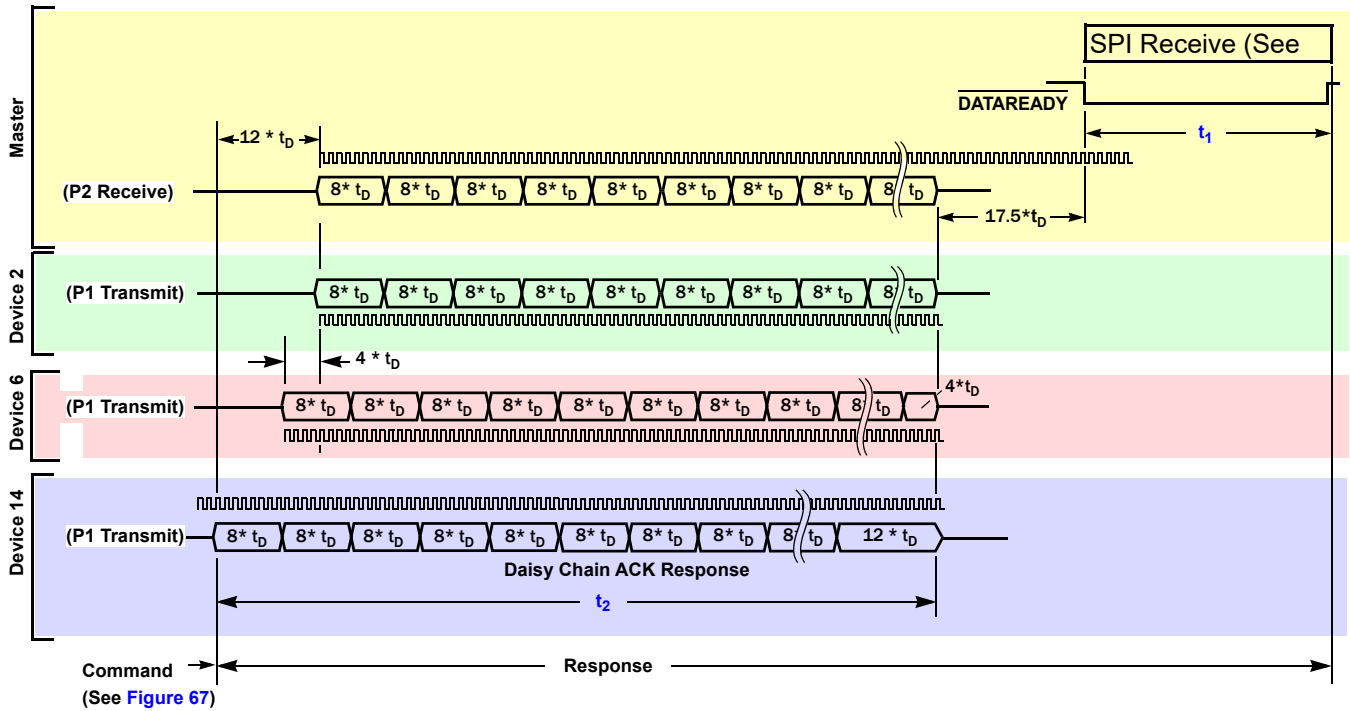 SPI Receive (See
DATAREADY
t1
12 * tD
(P2 Receive)
8* tD 8* tD 8* tD 8* tD 8* tD 8* tD 8* tD 8* tD 8* tD
17.5*tD
Master
(P1 Transmit)
8* tD 8* tD 8* tD 8* tD 8* tD 8* tD 8* tD 8* tD 8* tD
Device 2
4 * tD
(P1 Transmit)
8* tD 8* tD 8* tD 8* tD 8* tD 8* tD 8* tD 8* tD 8* tD
4*tD
Device 6
(P1 Transmit)
8* tD 8* tD 8* tD 8* tD 8* tD 8* tD 8* tD 8* tD 8* tD 12 * tD
Daisy Chain ACK Response
t2
Device 14
Command
(See Figure 67)
Response